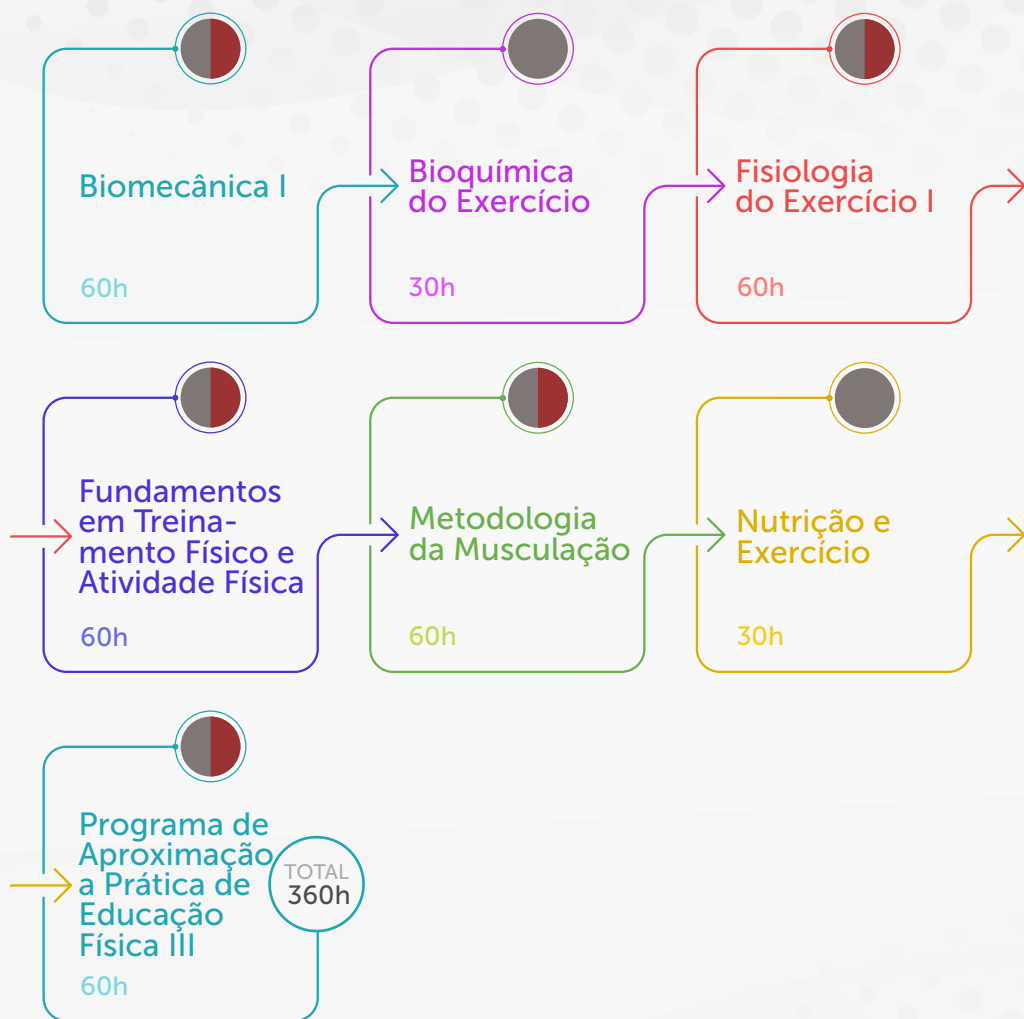 Biomecânica I
60h
Bioquímica
do Exercício
30h
Fisiologia
do Exercício I
60h
Fundamentos
em Treina-
mento Físico e
Atividade Física
60h
Metodologia
da Musculação
60h
Nutrição e
Exercício
30h
Programa de
Aproximação
a Prática de
Educação
Física III
60h
TOTAL
360h